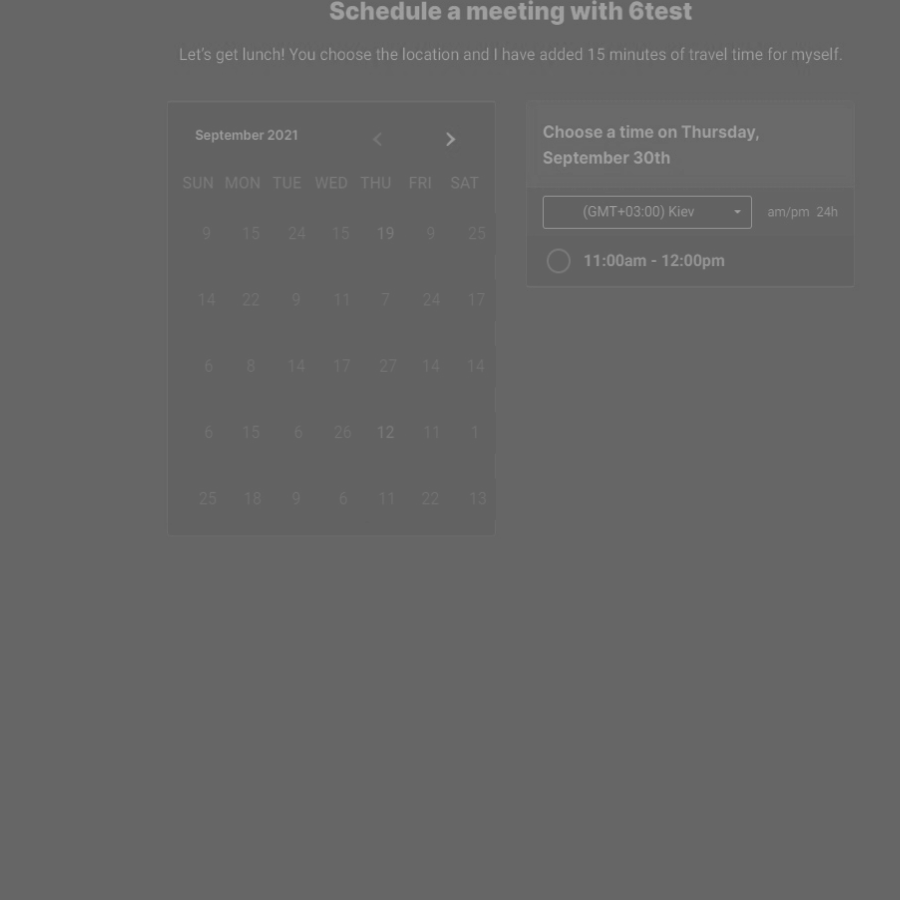 Schedule a meeting with 6test
Let's get lunch! You choose the location and I have added 15 minutes of travel time for myself.
September 2021
SUN MON TUE WED THU FRI SAT
9 15 24 15 19 9 25
14 22 9 11 7 24 17
6 8 14 17 27 14 14
6 15 6 26 12 11 1
25 18 9 6 11 22 13
Choose a time on Thursday,
September 30th
(GMT+03:00) Kiev am/pm 24h
11:00am - 12:00pm